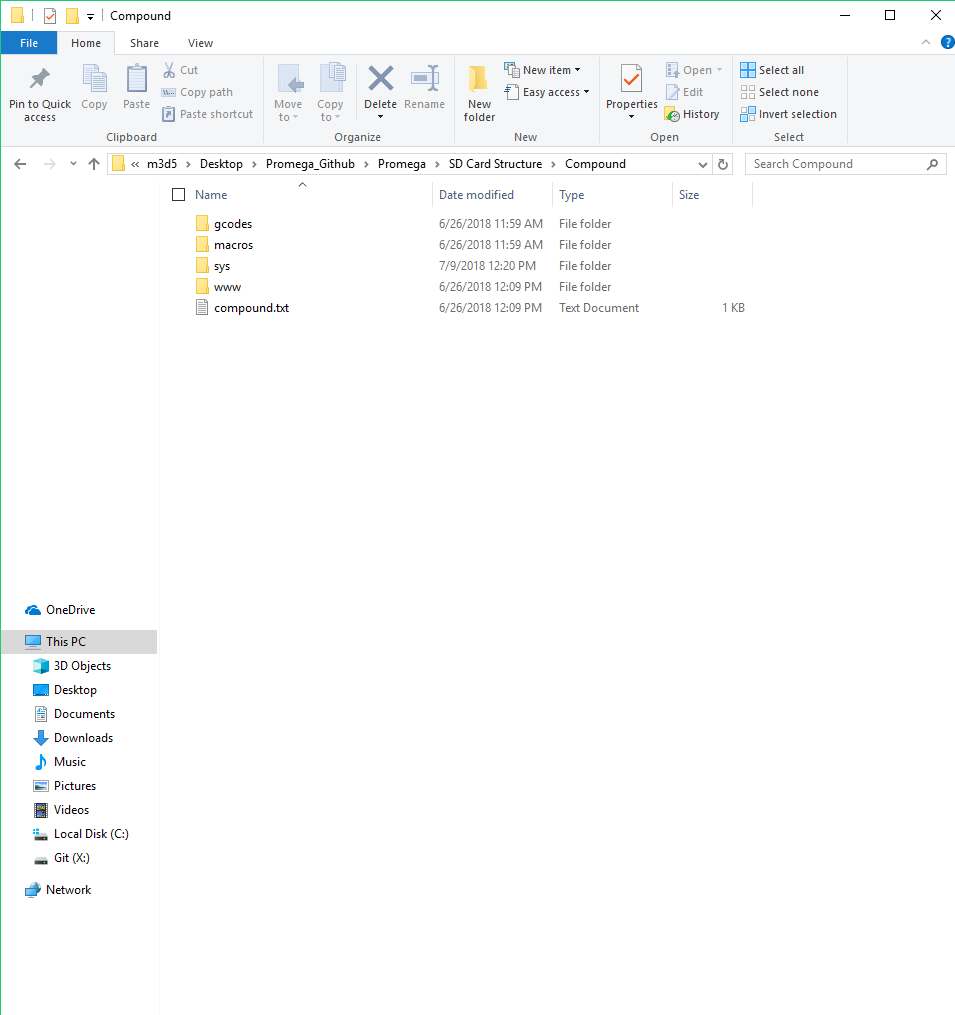 Compound
File Home Share View
Pin to Quick access
Copy
Paste
Cut
Copy path
Paste shortcut
Clipboard
Move to
Copy to
Delete
Rename
Organize
New folder
New item
Easy access
New
Properties
Open
Edit
History
Open
Select all
Select none
Invert selection
Select
« m3d5 > Desktop > Promega_Github > Promega > SD Card Structure > Compound
Search Compound
Name Date modified Type Size
gcodes 6/26/2018 11:59 AM File folder
macros 6/26/2018 11:59 AM File folder
sys 7/9/2018 12:20 PM File folder
www 6/26/2018 12:09 PM File folder
compound.txt 6/26/2018 12:09 PM Text Document 1 KB
OneDrive
This PC
3D Objects
Desktop
Documents
Downloads
Music
Pictures
Videos
Local Disk (C:)
Git (X:)
Network